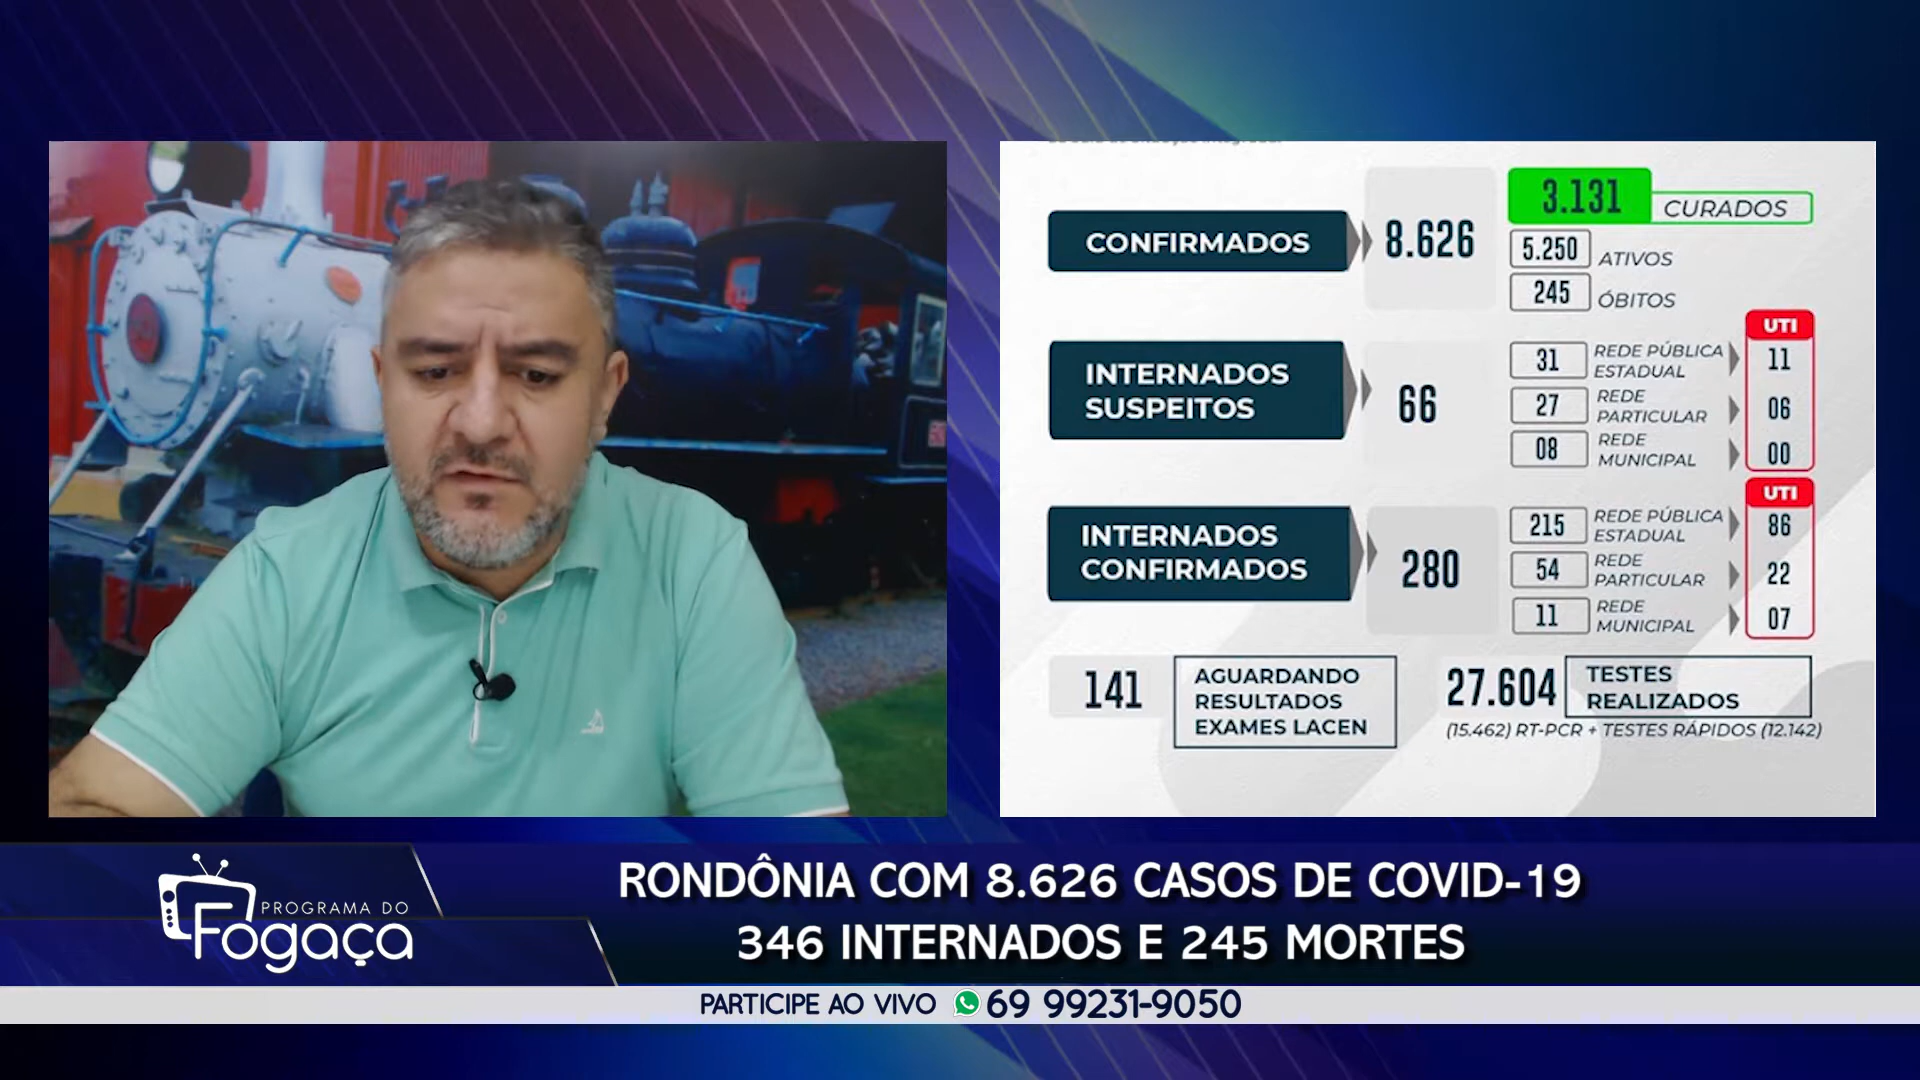 CONFIRMADOS
8.626
3.131
CURADOS
5.250
ATIVOS
245
ÓBITOS
INTERNADOS
SUSPEITOS
66
UTI
31
REDE PÚBLICA
ESTADUAL
11
27
REDE
PARTICULAR
06
08
REDE
MUNICIPAL
00
INTERNADOS
CONFIRMADOS
280
UTI
215
REDE PÚBLICA
ESTADUAL
86
54
REDE
PARTICULAR
22
11
REDE
MUNICIPAL
07
141
AGUARDANDO
RESULTADOS
EXAMES LACEN
27.604
TESTES
REALIZADOS
(15.462) RT-PCR + TESTES RÁPIDOS (12.142)
PROGRAMA DO
Fogaça
RONDÔNIA COM 8.626 CASOS DE COVID-19
346 INTERNADOS E 245 MORTES
PARTICIPE AO VIVO 69 99231-9050